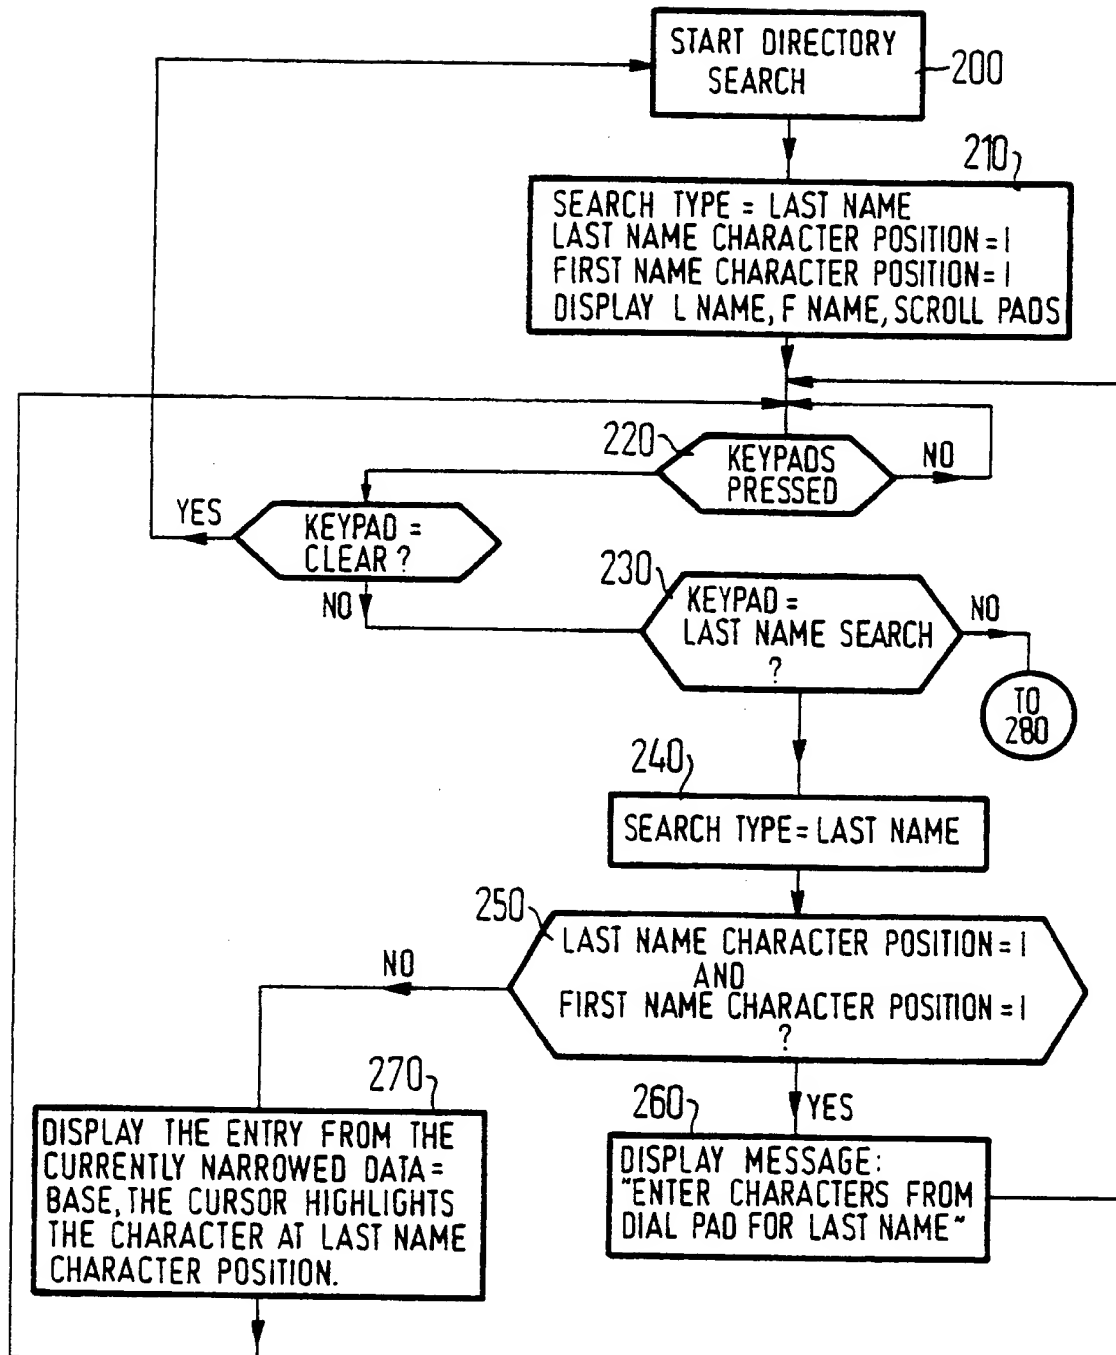 START DIRECTORY
SEARCH
200
210
SEARCH TYPE = LAST NAME
LAST NAME CHARACTER POSITION = 1
FIRST NAME CHARACTER POSITION = 1
DISPLAY L NAME, F NAME, SCROLL PADS
220
KEYPADS
PRESSED
NO
YES
KEYPAD =
CLEAR ?
NO
230
KEYPAD =
LAST NAME SEARCH
?
NO
TO
280
240
SEARCH TYPE = LAST NAME
250
LAST NAME CHARACTER POSITION = 1
AND
FIRST NAME CHARACTER POSITION = 1
?
NO
YES
270
DISPLAY THE ENTRY FROM THE
CURRENTLY NARROWED DATA=
BASE, THE CURSOR HIGHLIGHTS
THE CHARACTER AT LAST NAME
CHARACTER POSITION.
260
DISPLAY MESSAGE:
"ENTER CHARACTERS FROM
DIAL PAD FOR LAST NAME"